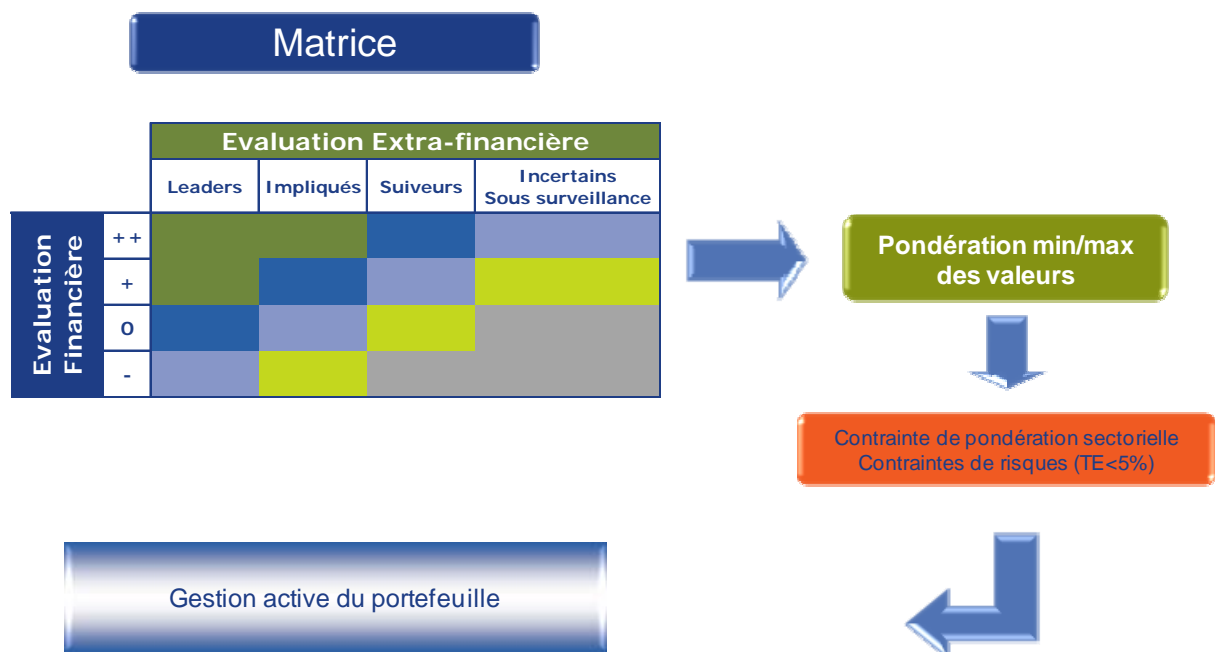 Matrice
Evaluation Extra-financière
Leaders
Impliqués
Suiveurs
Incertains
Sous surveillance
Evaluation
Financière
++
+
0
-
Pondération min/max
des valeurs
Contrainte de pondération sectorielle
Contraintes de risques (TE<5%)
Gestion active du portefeuille